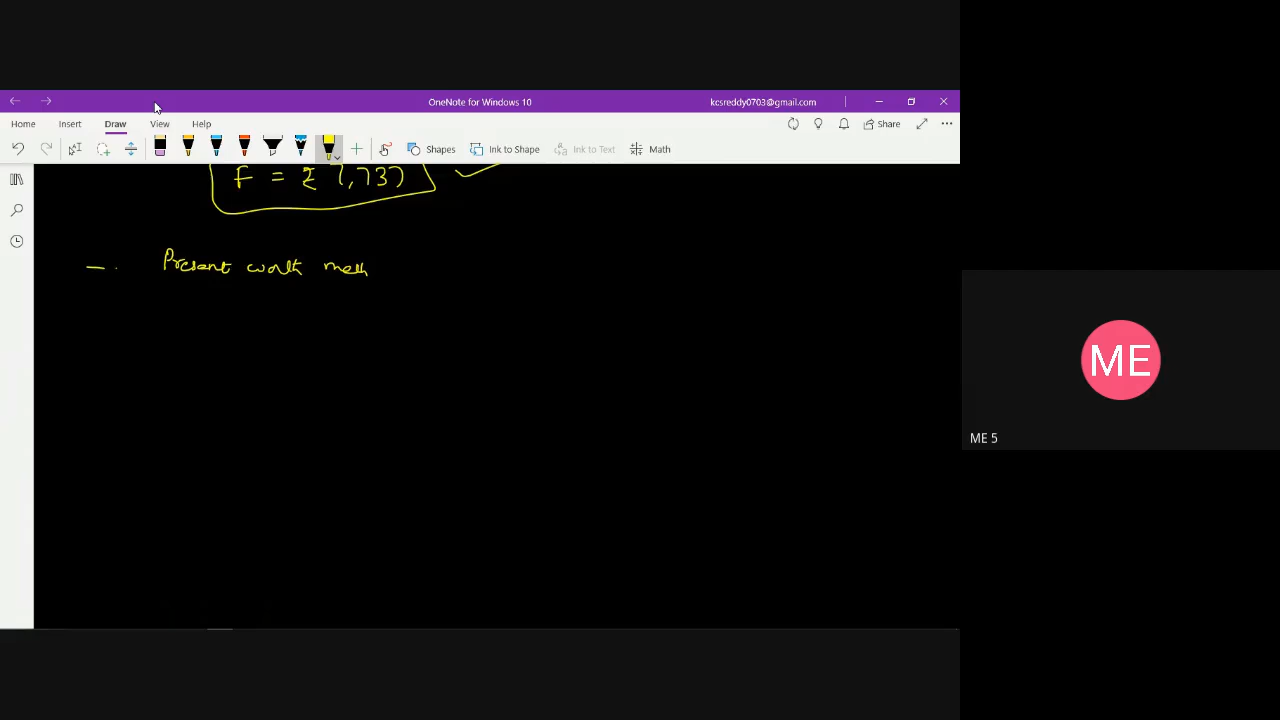 OneNote for Windows 10
kcsreddy0703@gmail.com
Home Insert Draw View Help
Share
Shapes Ink to Shape Ink to Text Math
F = ₹ 1,737
Present worth meth
ME
ME 5